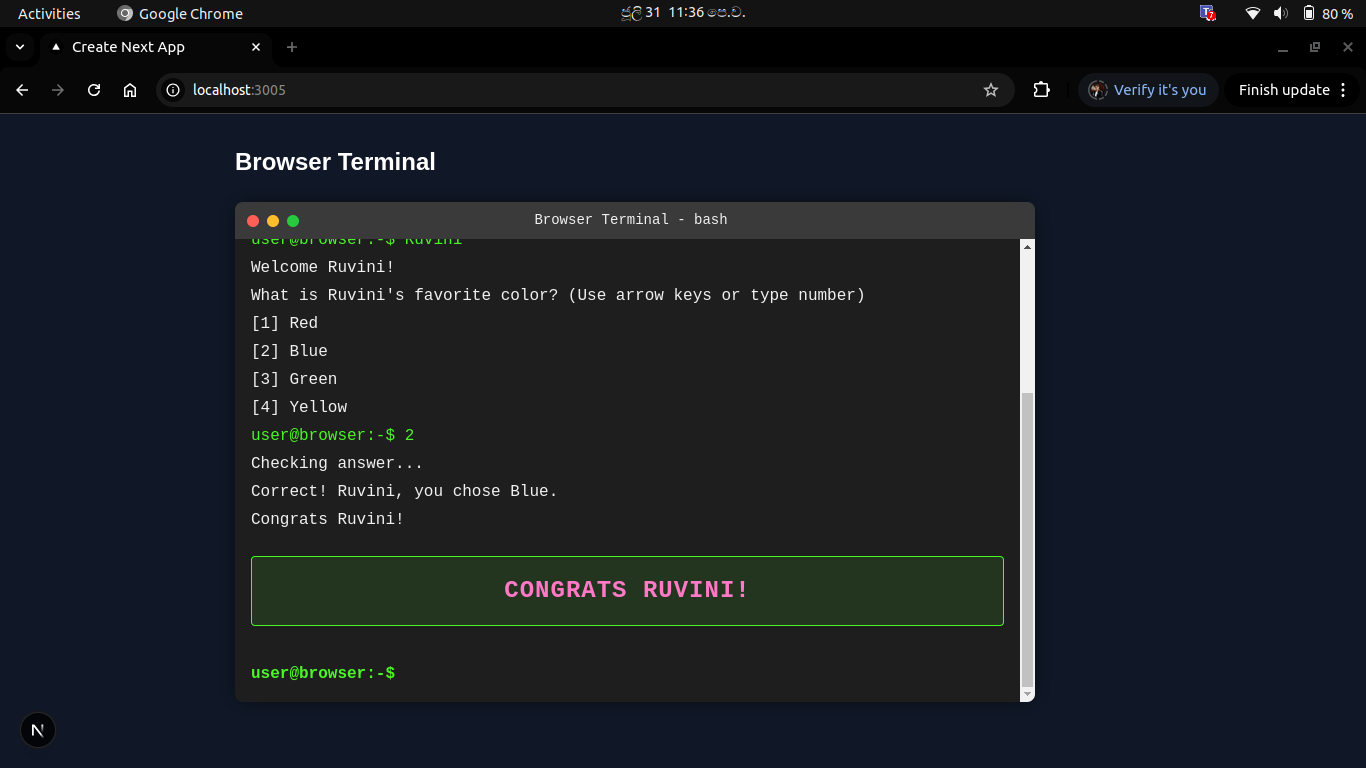 Activities
Google Chrome
ජූලි 31 11:36 පෙ.ව.
80 %
Create Next App
localhost:3005
Verify it's you
Finish update
Browser Terminal
Browser Terminal - bash
user@browser:~$ Ruvini
Welcome Ruvini!
What is Ruvini's favorite color? (Use arrow keys or type number)
[1] Red
[2] Blue
[3] Green
[4] Yellow
user@browser:~$ 2
Checking answer...
Correct! Ruvini, you chose Blue.
Congrats Ruvini!
CONGRATS RUVINI!
user@browser:~$
N